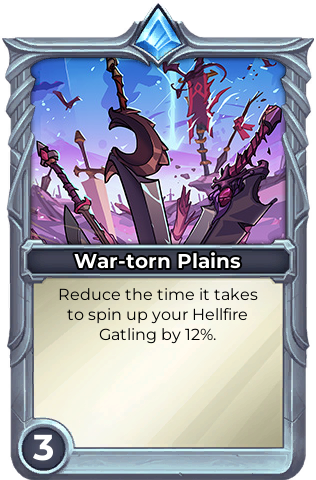 War-torn Plains
Reduce the time it takes
to spin up your Hellfire
Gatling by 12%.
3